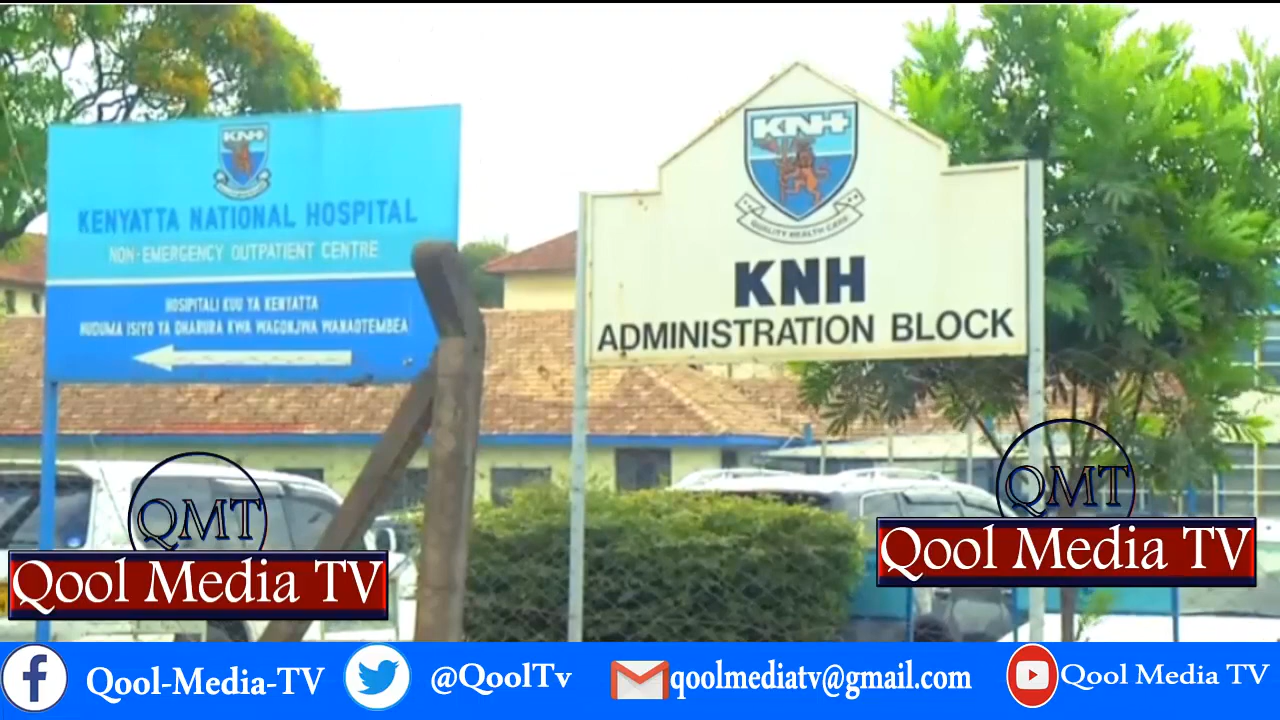 KNH
KENYATTA NATIONAL HOSPITAL
NON-EMERGENCY OUTPATIENT CENTRE
HOSPITALI KUU YA KENYATTA
HUDUMA ISIYO YA DHARURA KWA WAGONJWA WANAOTEMBEA
KNH
QUALITY HEALTH CARE
KNH
ADMINISTRATION BLOCK
QMT
Qool Media TV
QMT
Qool Media TV
Qool-Media-TV
@QoolTv
qoolmediatv@gmail.com
Qool Media TV